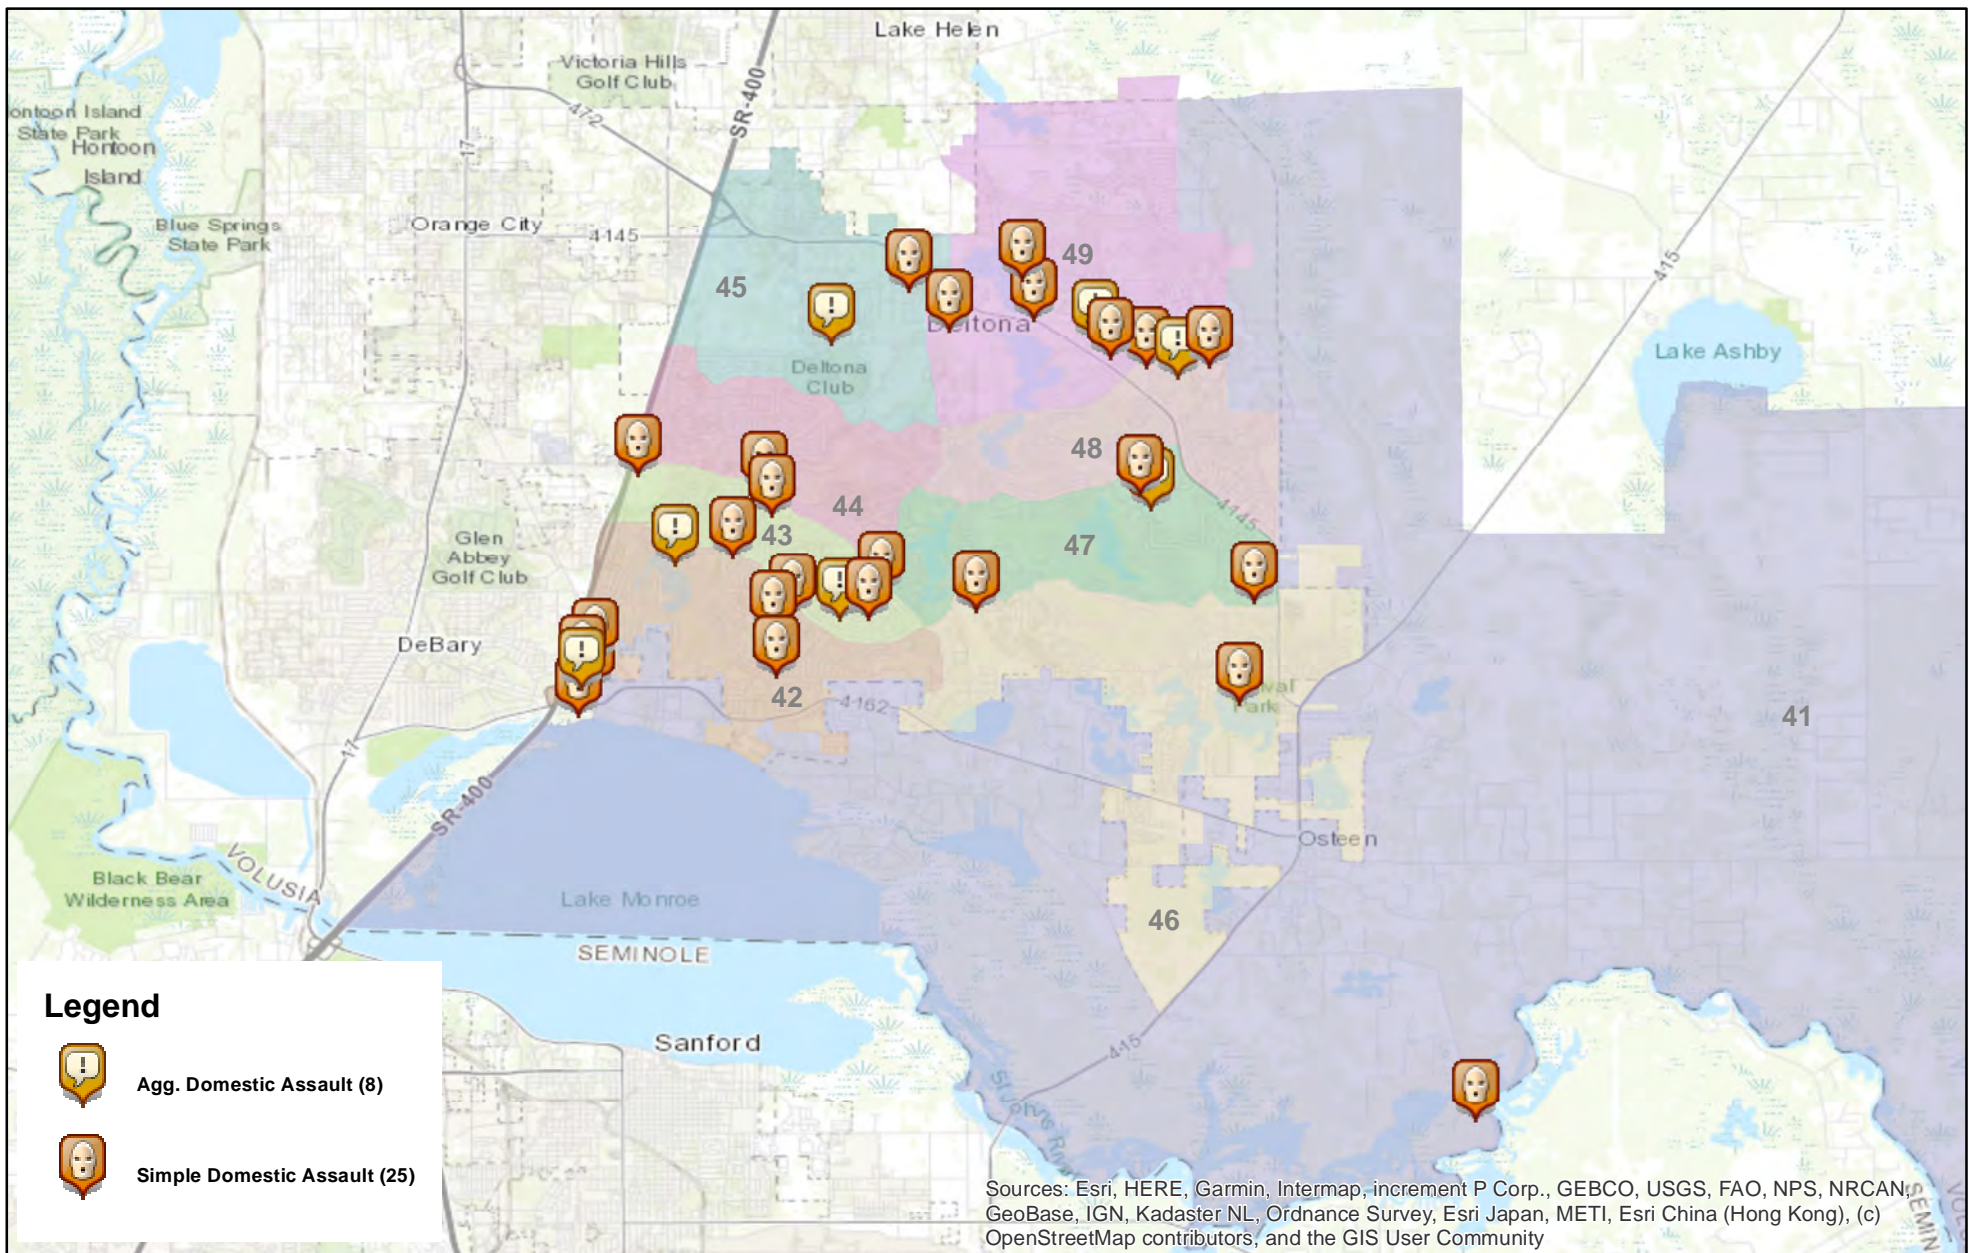 Lake Helen
Victoria Hills
Golf Club
SR-400
472
ontoon Island
State Park
Hontoon
Island
17
Blue Springs
State Park
Orange City
4145
49
45
415
Deltona
Lake Ashby
Deltona
Club
48
44
4145
43
47
Glen
Abbey
Golf Club
DeBary
42
4162
Park
41
17
SR-400
Osteen
VOLUSIA
Black Bear
Wilderness Area
Lake Monroe
46
SEMINOLE
Sanford
415
Legend
!
Agg. Domestic Assault (8)
Simple Domestic Assault (25)
Sources: Esri, HERE, Garmin, Intermap, increment P Corp., GEBCO, USGS, FAO, NPS, NRCAN,
GeoBase, IGN, Kadaster NL, Ordnance Survey, Esri Japan, METI, Esri China (Hong Kong), (c)
OpenStreetMap contributors, and the GIS User Community
SEMIN